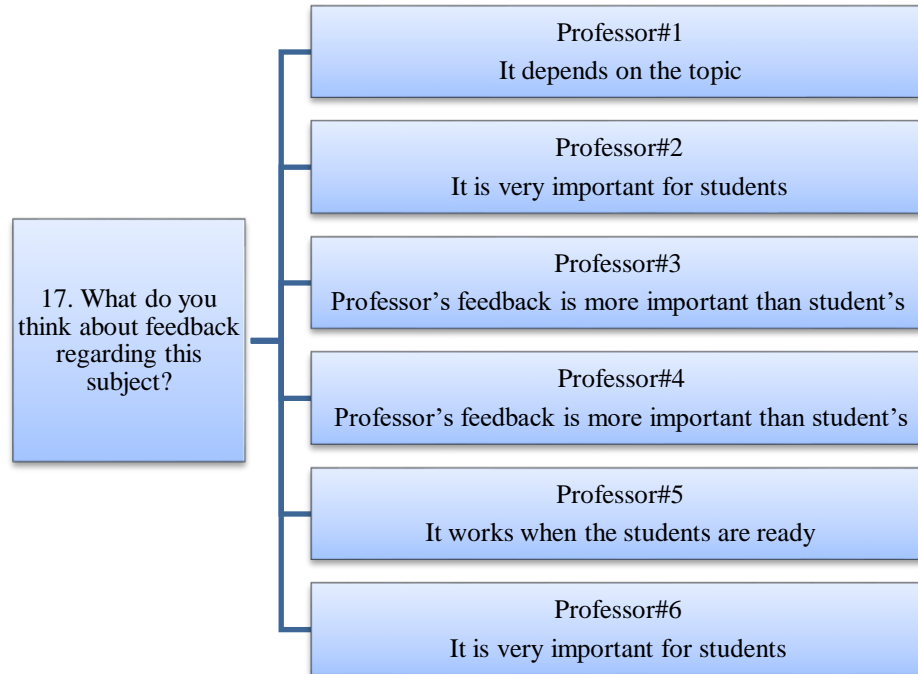 17. What do you
think about feedback
regarding this
subject?
Professor#1
It depends on the topic
Professor#2
It is very important for students
Professor#3
Professor’s feedback is more important than student’s
Professor#4
Professor’s feedback is more important than student’s
Professor#5
It works when the students are ready
Professor#6
It is very important for students